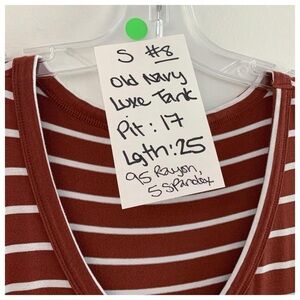 S #8
Old Navy
Luxe Tank
Pit: 17
Lgth: 25
95 Rayon,
5 Spandex